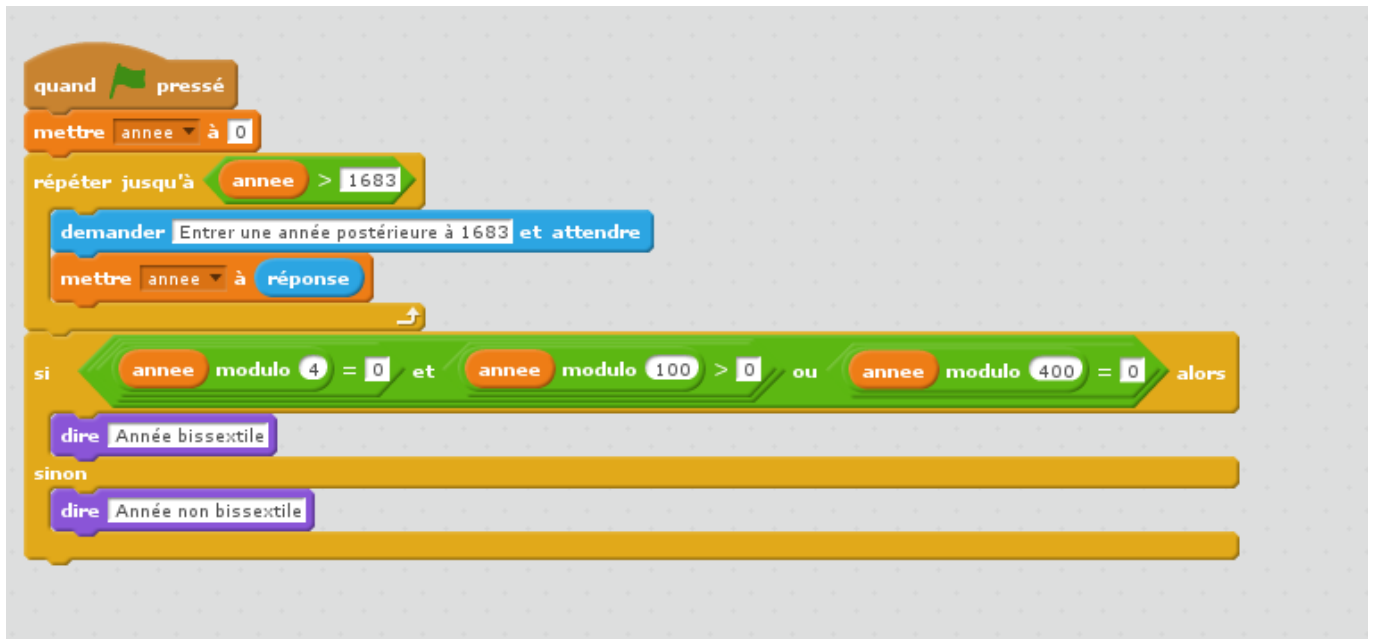 quand pressé
mettre annee à 0
répéter jusqu'à annee > 1683
demander Entrer une année postérieure à 1683 et attendre
mettre annee à réponse
si annee modulo 4 = 0 et annee modulo 100 > 0 ou annee modulo 400 = 0 alors
dire Année bissextile
sinon
dire Année non bissextile